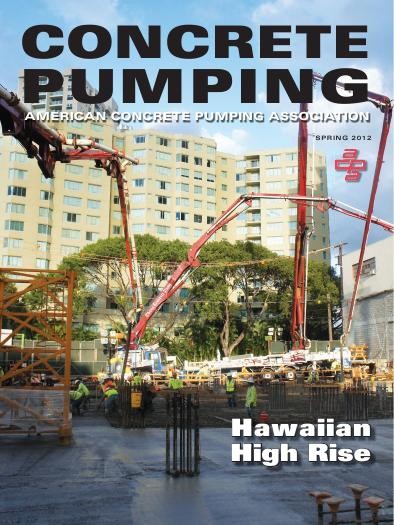 CONCRETE
PUMPING
AMERICAN CONCRETE PUMPING ASSOCIATION
SPRING 2012
Hawaiian
High Rise